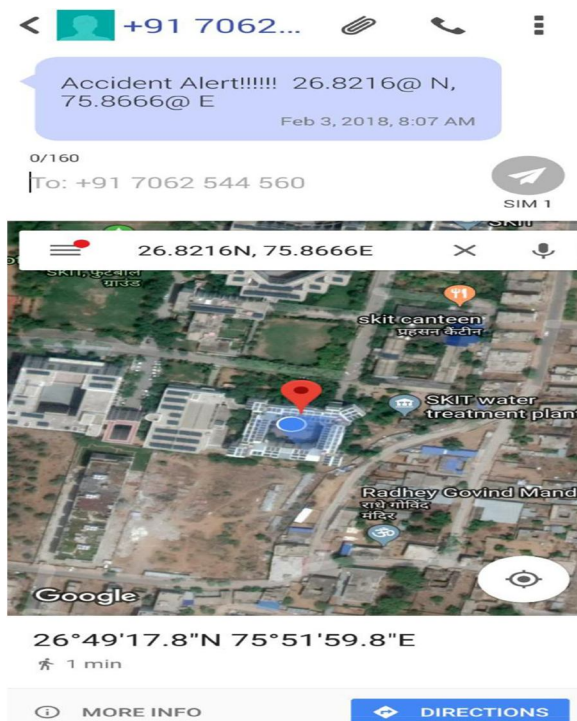 +91 7062...
Accident Alert!!!!!! 26.8216@ N,
75.8666@ E
Feb 3, 2018, 8:07 AM
0/160
To: +91 7062 544 560
SIM 1
SKIT
26.8216N, 75.8666E
SKIT, फुटबॉल
ग्राउंड
skit canteen
प्रहसन कैंटीन
SKIT water
treatment plant
Radhey Govind Mand
राधे गोविंद
मंदिर
Google
26°49'17.8"N 75°51'59.8"E
1 min
MORE INFO
DIRECTIONS